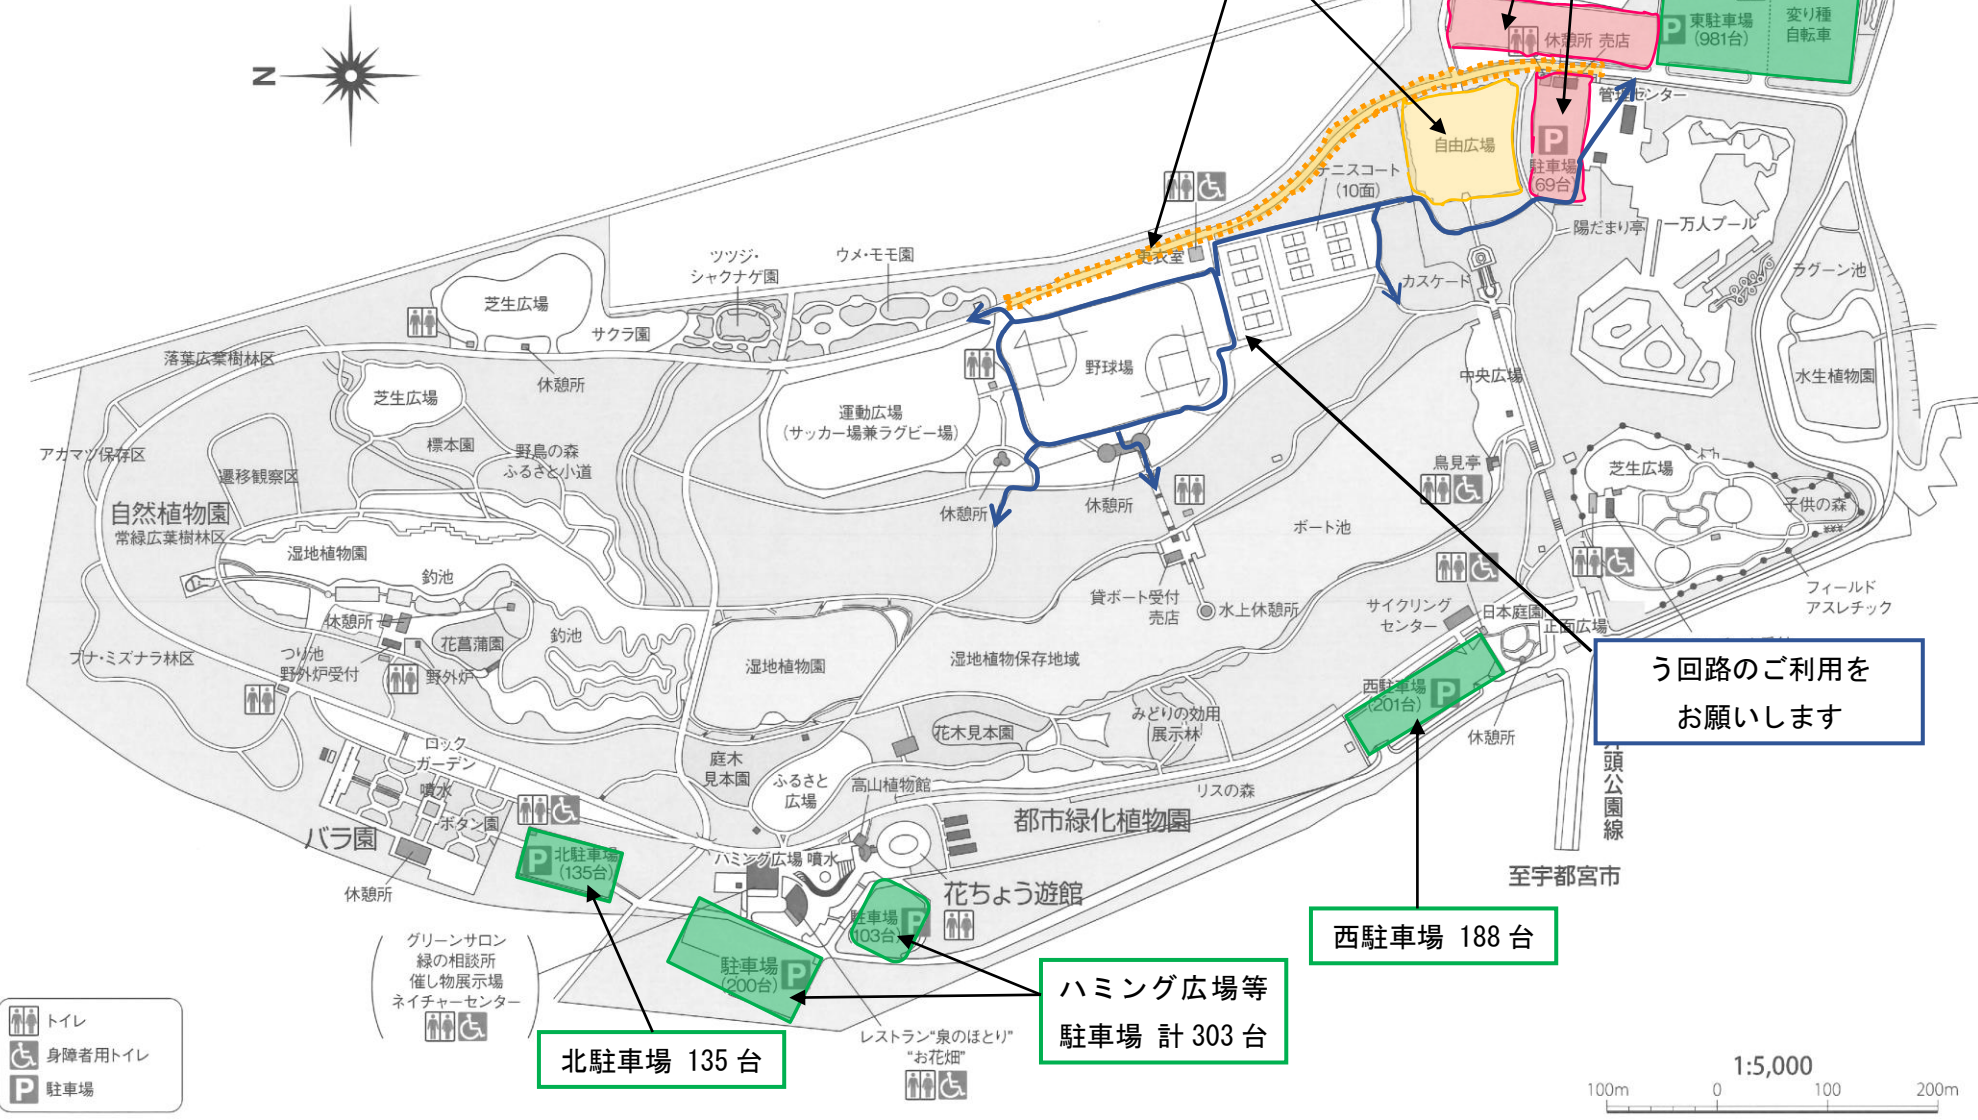 N
休憩所 売店
P
東駐車場
(981台)
変り種
自転車
管理センター
自由広場
P
駐車場
69台
テニスコート
(10面)
陽だまり亭
一万人プール
ラグーン池
ツツジ・
シャクナゲ園
ウメ・モモ園
更衣室
カスケード
芝生広場
サクラ園
落葉広葉樹林区
休憩所
野球場
中央広場
水生植物園
芝生広場
運動広場
(サッカー場兼ラグビー場)
標本園
野鳥の森
ふるさと小道
アカマツ保存区
遷移観察区
鳥見亭
芝生広場
子供の森
自然植物園
常緑広葉樹林区
休憩所
休憩所
ボート池
湿地植物園
釣池
フィールド
アスレチック
貸ボート受付
売店
水上休憩所
サイクリング
センター
日本庭園
正面広場
休憩所
花菖蒲園
釣池
ブナ・ミズナラ林区
つり池
野外炉受付
野外炉
湿地植物園
湿地植物保存地域
う回路のご利用を
お願いします
西駐車場
(201台)
P
休憩所
みどりの効用
展示林
花木見本園
ロック
ガーデン
庭木
見本園
ふるさと
広場
高山植物館
リスの森
噴水
ボタン園
バラ園
都市緑化植物園
頭公園線
P
北駐車場
(135台)
ハミング広場 噴水
至宇都宮市
休憩所
花ちょう遊館
駐車場
(103台)
P
西駐車場 188台
グリーンサロン
緑の相談所
催し物展示場
ネイチャーセンター
駐車場
(200台)
P
ハミング広場等
駐車場 計303台
トイレ
身障者用トイレ
P 駐車場
北駐車場 135台
レストラン“泉のほとり”
“お花畑”
1:5,000
100m 0 100 200m